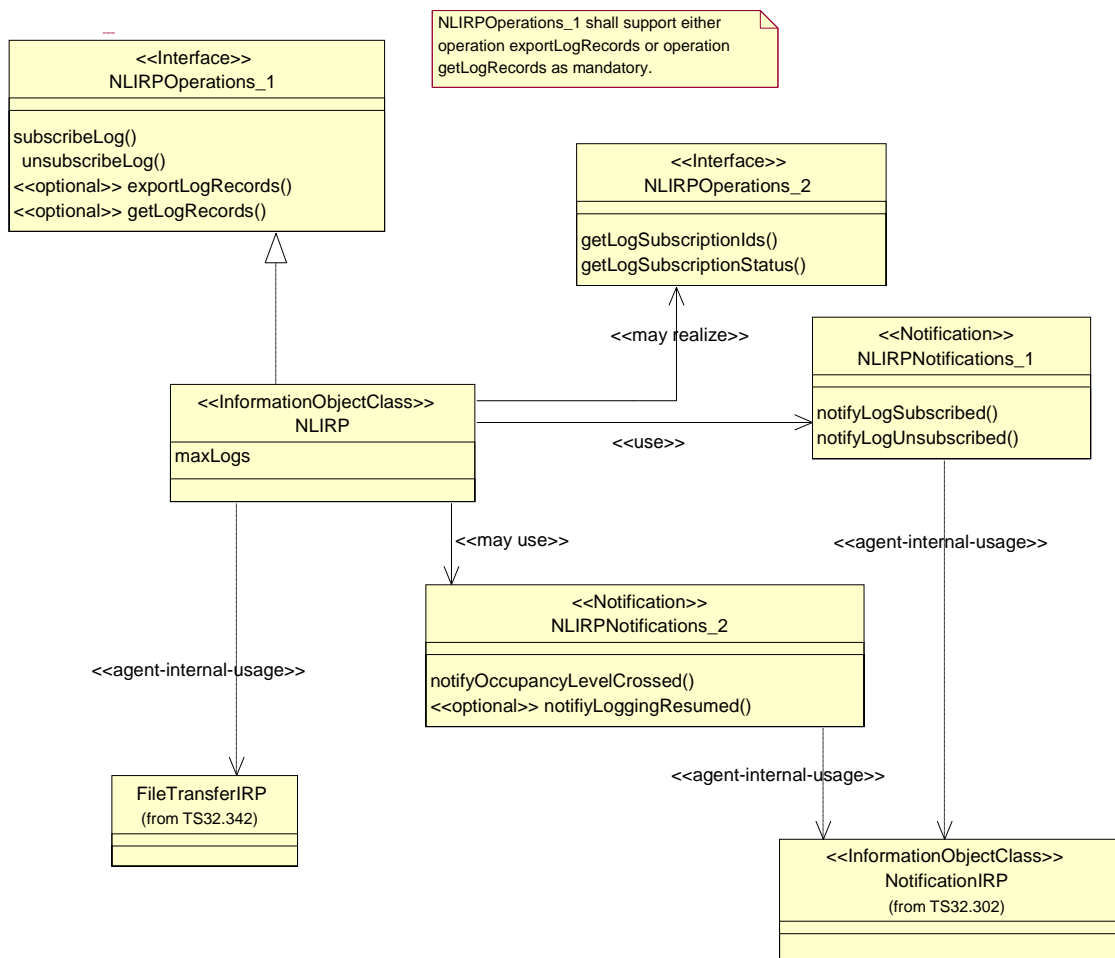 NLIRPOperations_1 shall support either
operation exportLogRecords or operation
getLogRecords as mandatory.
<<Interface>>
NLIRPOperations_1
subscribeLog()
unsubscribeLog()
<<optional>> exportLogRecords()
<<optional>> getLogRecords()
<<Interface>>
NLIRPOperations_2
getLogSubscriptionIds()
getLogSubscriptionStatus()
<<may realize>>
<<Notification>>
NLIRPNotifications_1
notifyLogSubscribed()
notifyLogUnsubscribed()
<<InformationObjectClass>>
NLIRP
maxLogs
<<use>>
<<may use>>
<<agent-internal-usage>>
<<Notification>>
NLIRPNotifications_2
notifyOccupancyLevelCrossed()
<<optional>> notifiyLoggingResumed()
<<agent-internal-usage>>
<<agent-internal-usage>>
FileTransferIRP
(from TS32.342)
<<InformationObjectClass>>
NotificationIRP
(from TS32.302)